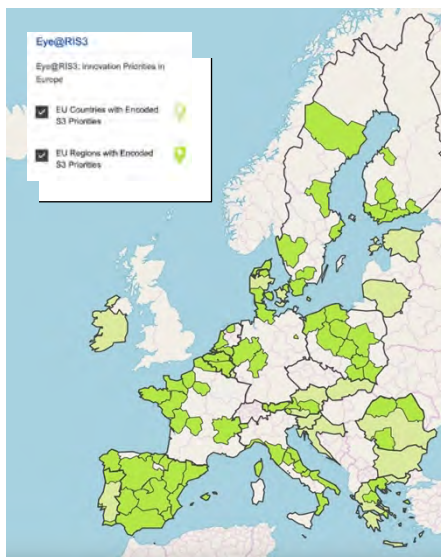 Eye@RIS3
Eye@RIS3: Innovation Priorities in
Europe
EU Countries with Encoded
S3 Priorities
EU Regions with Encoded
S3 Priorities